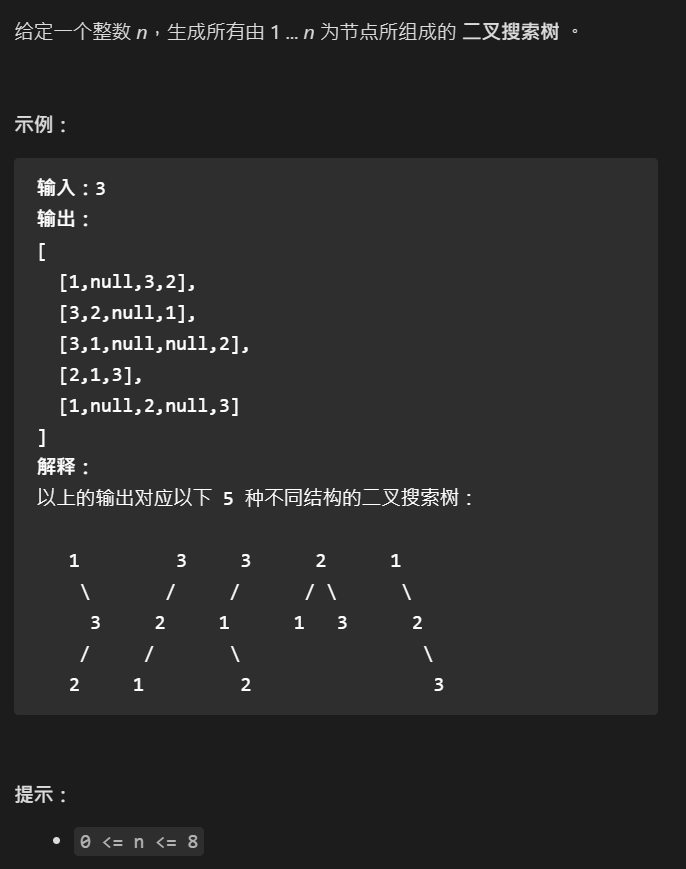 给定一个整数 n，生成所有由 1 ... n 为节点所组成的 二叉搜索树 。
示例：
输入：3
输出：
[
  [1,null,3,2],
  [3,2,null,1],
  [3,1,null,null,2],
  [2,1,3],
  [1,null,2,null,3]
]
解释：
以上的输出对应以下 5 种不同结构的二叉搜索树：
   1         3     3      2      1
    \       /     /      / \      \
     3     2     1      1   3      2
    /     /       \                 \
   2     1         2                 3
提示：
• 0 <= n <= 8